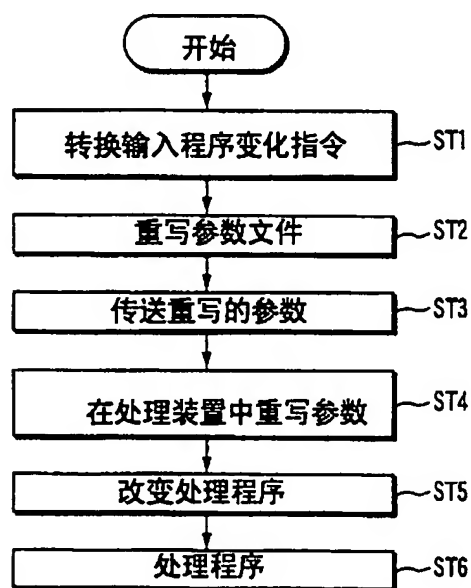 开始
转换输入程序变化指令
ST1
重写参数文件
ST2
传送重写的参数
ST3
在处理装置中重写参数
ST4
改变处理程序
ST5
处理程序
ST6